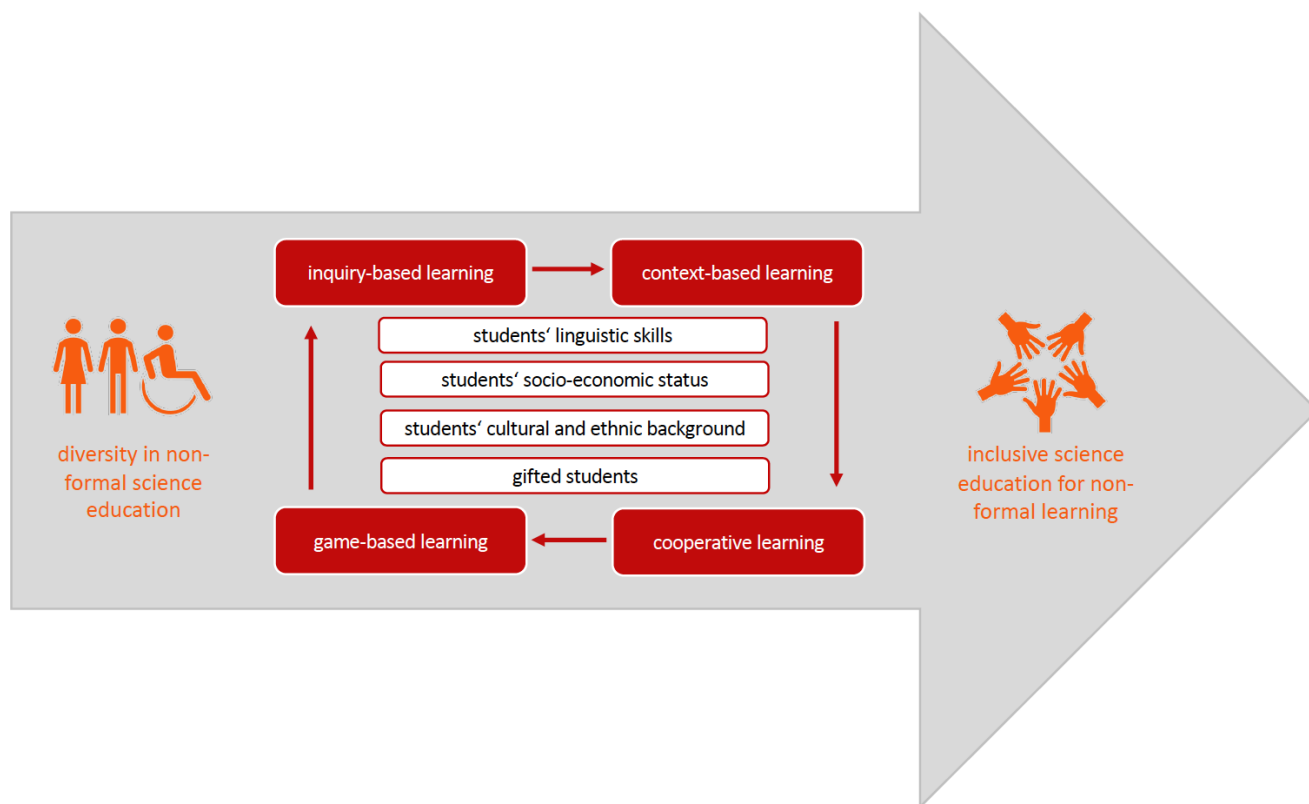 inquiry-based learning
context-based learning
students‘ linguistic skills
students‘ socio-economic status
students‘ cultural and ethnic background
gifted students
game-based learning
cooperative learning
diversity in non-
formal science
education
inclusive science
education for non-
formal learning